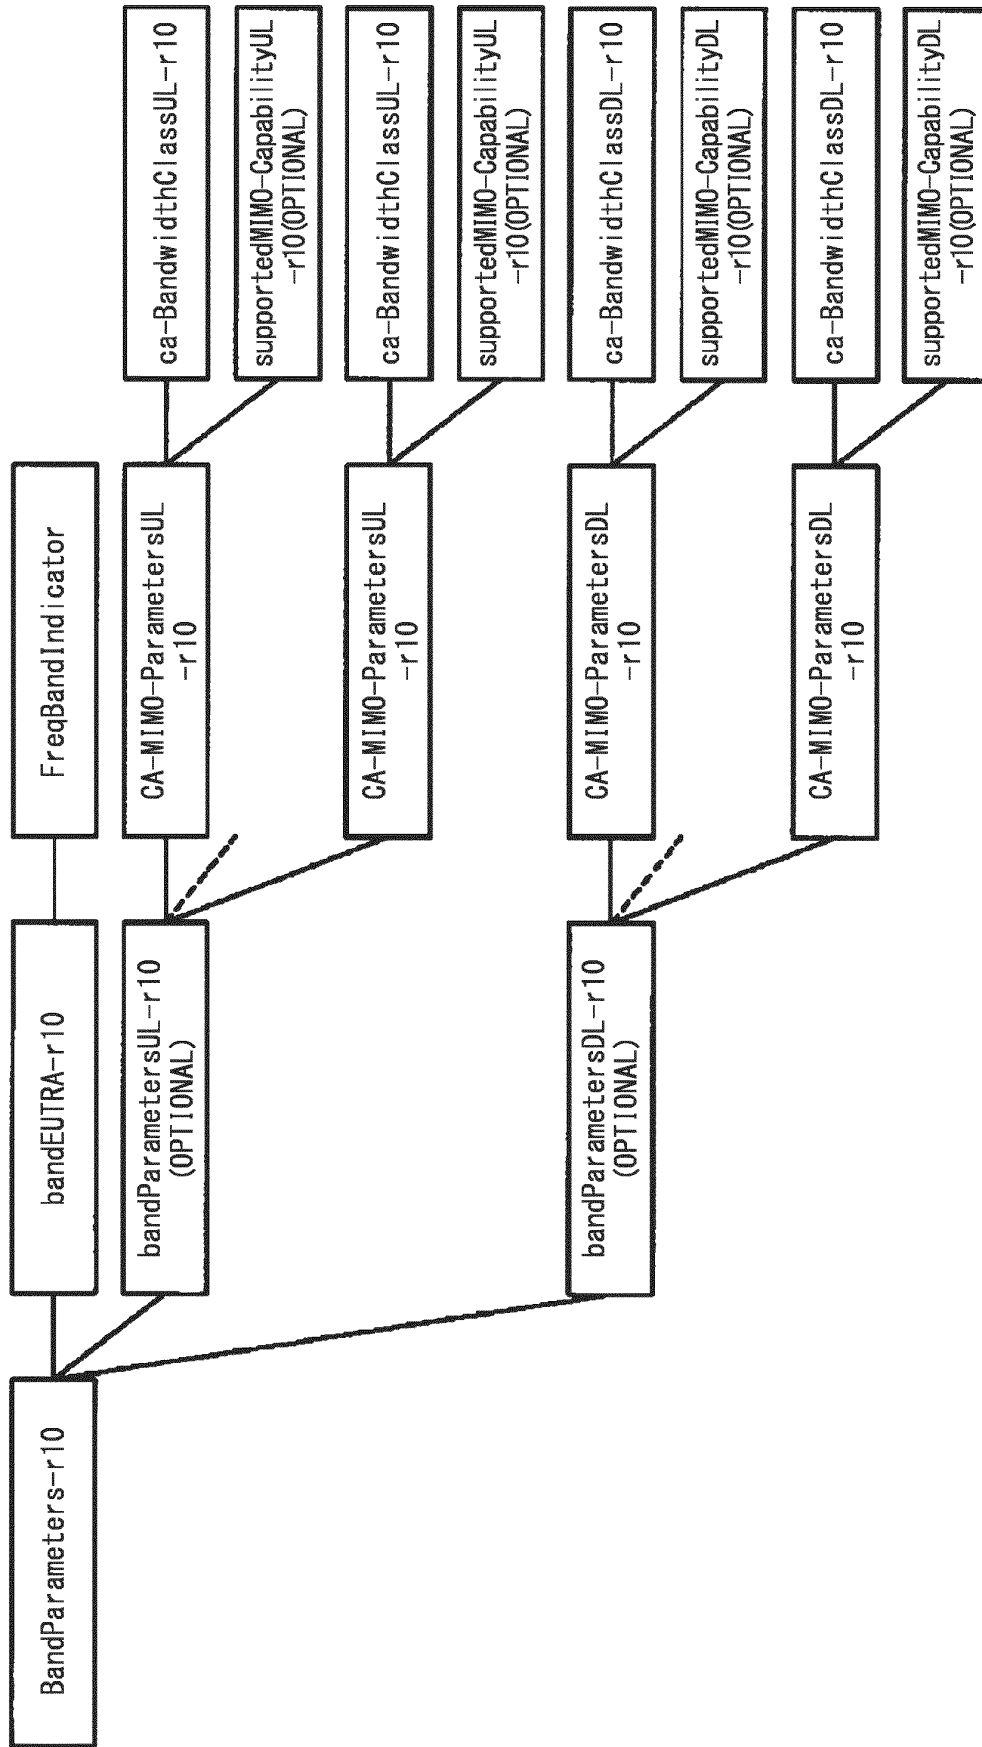 BandParameters-r10
bandEUTRA-r10
FreqBandIndicator
bandParametersUL-r10
(OPTIONAL)
CA-MIMO-ParametersUL
-r10
ca-BandwidthClassUL-r10
supportedMIMO-CapabilityUL
-r10(OPTIONAL)
CA-MIMO-ParametersUL
-r10
ca-BandwidthClassUL-r10
supportedMIMO-CapabilityUL
-r10(OPTIONAL)
bandParametersDL-r10
(OPTIONAL)
CA-MIMO-ParametersDL
-r10
ca-BandwidthClassDL-r10
supportedMIMO-CapabilityDL
-r10(OPTIONAL)
CA-MIMO-ParametersDL
-r10
ca-BandwidthClassDL-r10
supportedMIMO-CapabilityDL
-r10(OPTIONAL)